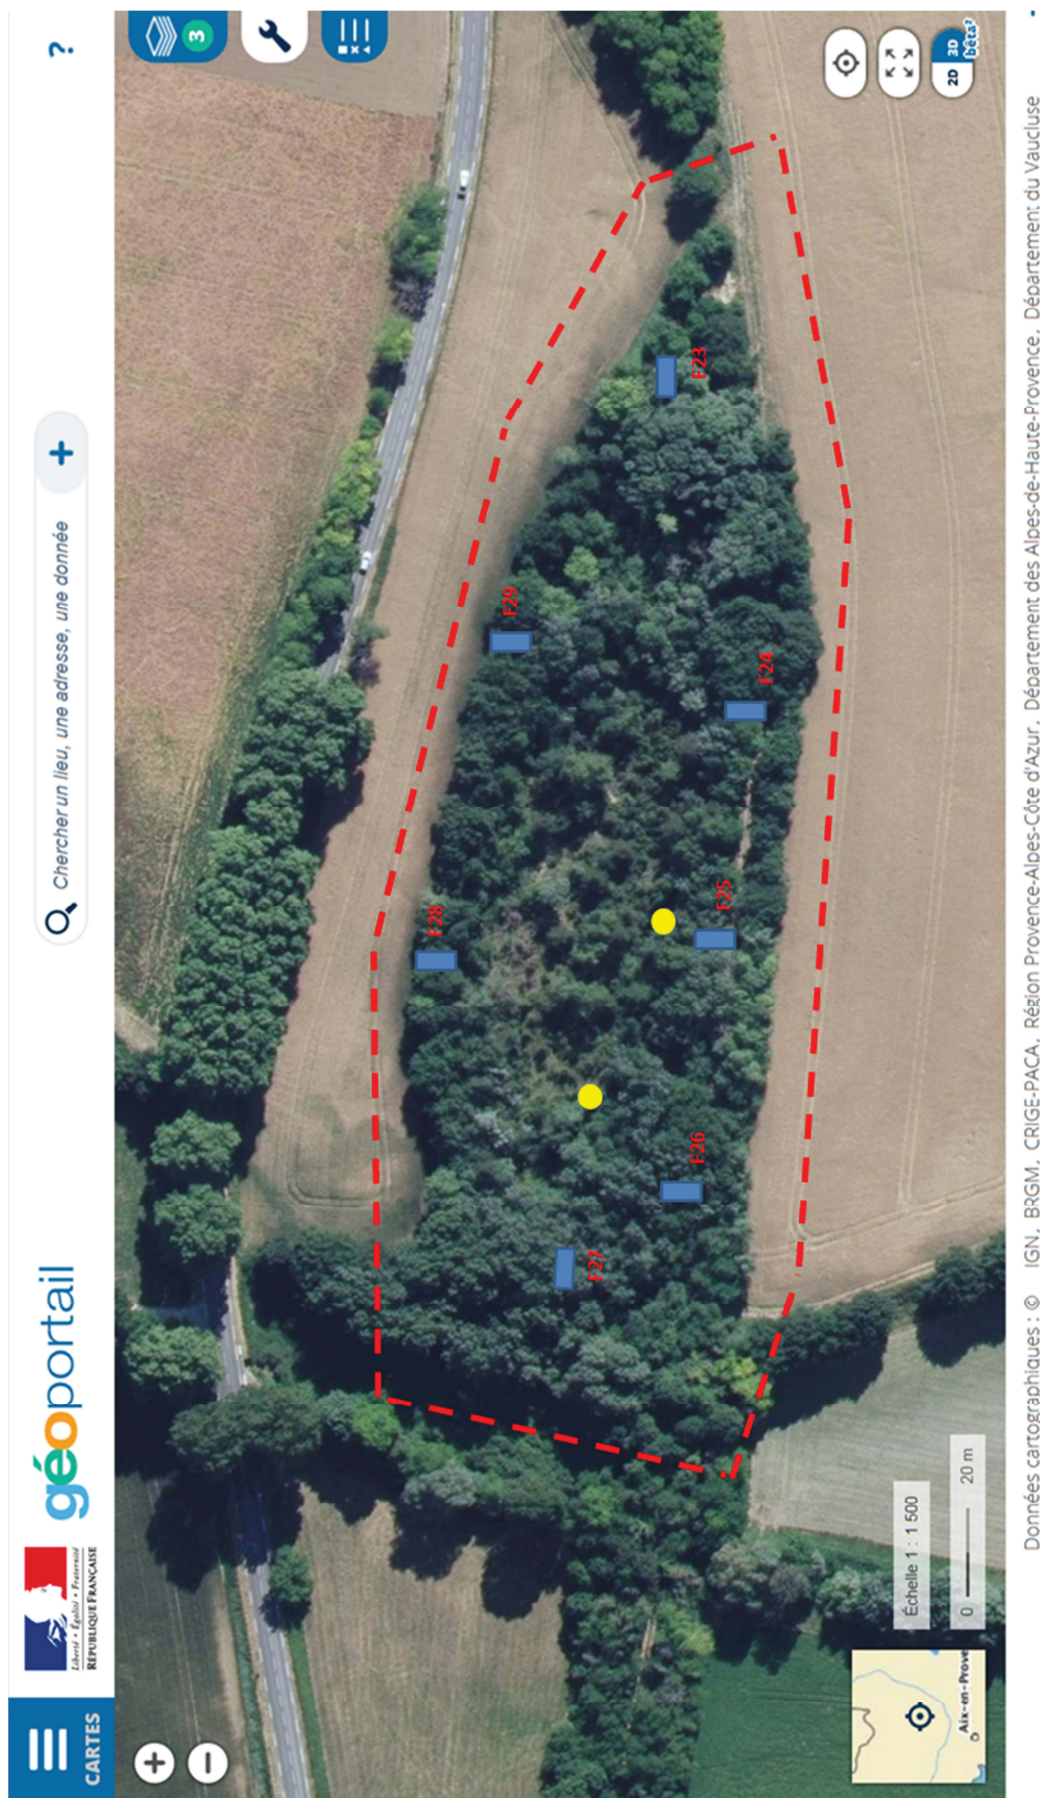 CARTES
Liberté • Égalité • Fraternité
RÉPUBLIQUE FRANÇAISE
géoportail
Chercher un lieu, une adresse, une donnée
+
?
3
F28
F29
F23
F27
F26
F25
F24
Échelle 1 : 1 500
0 20 m
Aix-en-Prove
2D 3D
bêta²
Données cartographiques : © IGN, BRGM, CRIGE-PACA, Région Provence-Alpes-Côte d'Azur, Département des Alpes-de-Haute-Provence, Département du Vaucluse